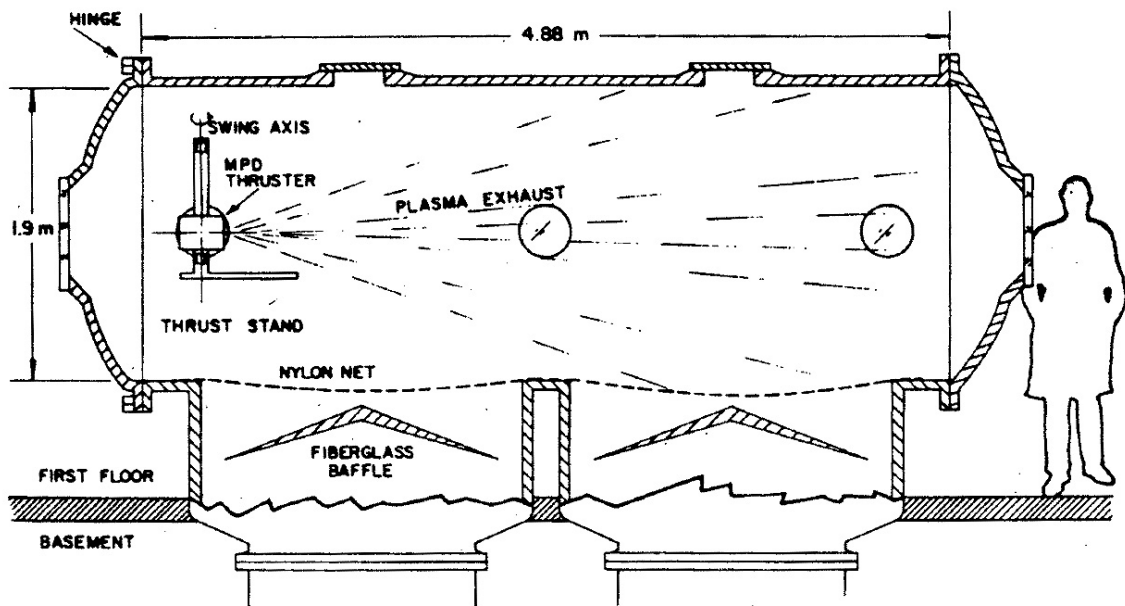 HINGE
4.88 m
SWING AXIS
MPD
THRUSTER
PLASMA EXHAUST
1.9 m
THRUST STAND
NYLON NET
FIBERGLASS
BAFFLE
FIRST FLOOR
BASEMENT